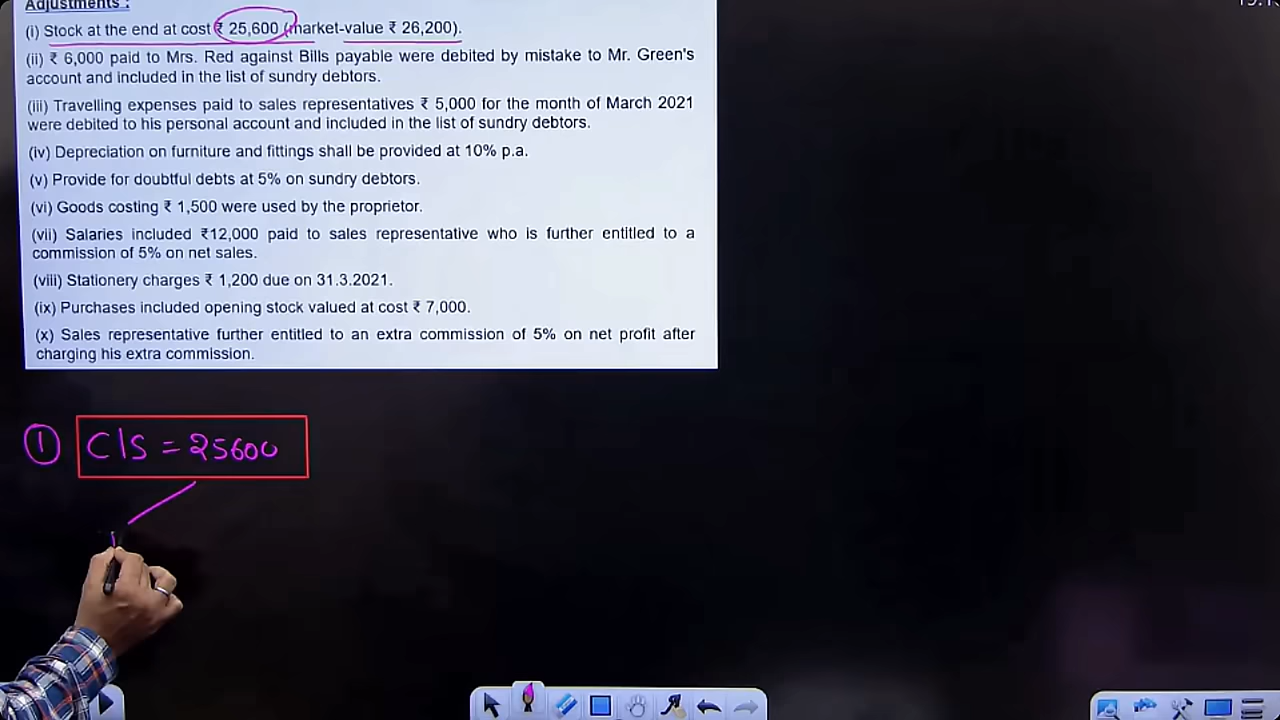 Adjustments :
(i) Stock at the end at cost ₹ 25,600 (market-value ₹ 26,200).
(ii) ₹ 6,000 paid to Mrs. Red against Bills payable were debited by mistake to Mr. Green's
account and included in the list of sundry debtors.
(iii) Travelling expenses paid to sales representatives ₹ 5,000 for the month of March 2021
were debited to his personal account and included in the list of sundry debtors.
(iv) Depreciation on furniture and fittings shall be provided at 10% p.a.
(v) Provide for doubtful debts at 5% on sundry debtors.
(vi) Goods costing ₹ 1,500 were used by the proprietor.
(vii) Salaries included ₹12,000 paid to sales representative who is further entitled to a
commission of 5% on net sales.
(viii) Stationery charges ₹ 1,200 due on 31.3.2021.
(ix) Purchases included opening stock valued at cost ₹ 7,000.
(x) Sales representative further entitled to an extra commission of 5% on net profit after
charging his extra commission.
① C/S = 25600